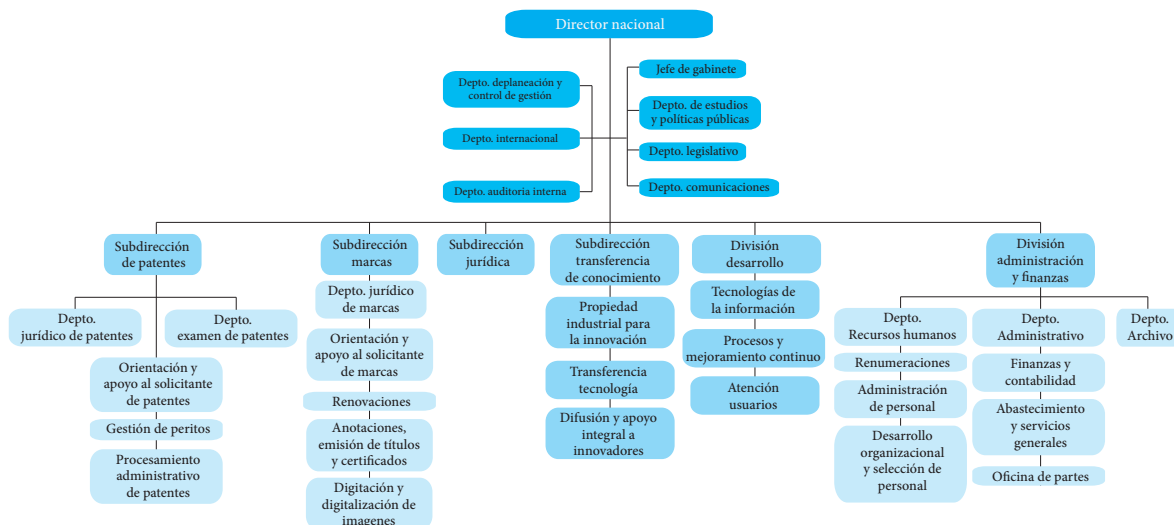 Director nacional
Jefe de gabinete
Depto. deplaneación y
control de gestión
Depto. de estudios
y políticas públicas
Depto. internacional
Depto. legislativo
Depto. auditoria interna
Depto. comunicaciones
Subdirección
de patentes
Depto.
jurídico de patentes
Depto.
examen de patentes
Orientación y
apoyo al solicitante
de patentes
Gestión de peritos
Procesamiento
administrativo
de patentes
Subdirección
marcas
Depto. jurídico
de marcas
Orientación y
apoyo al solicitante
de marcas
Renovaciones
Anotaciones,
emisión de títulos
y certificados
Digitación y
digitalización de
imagenes
Subdirección
jurídica
Subdirección
transferencia
de conocimiento
Propiedad
industrial para
la innovación
Transferencia
tecnología
Difusión y apoyo
integral a
innovadores
División
desarrollo
Tecnologías de
la información
Procesos y
mejoramiento continuo
Atención
usuarios
División
administración
y finanzas
Depto.
Recursos humanos
Renumeraciones
Administración
de personal
Desarrollo
organizacional
y selección de
personal
Depto.
Administrativo
Finanzas y
contabilidad
Abastecimiento
y servicios
generales
Oficina de partes
Depto.
Archivo